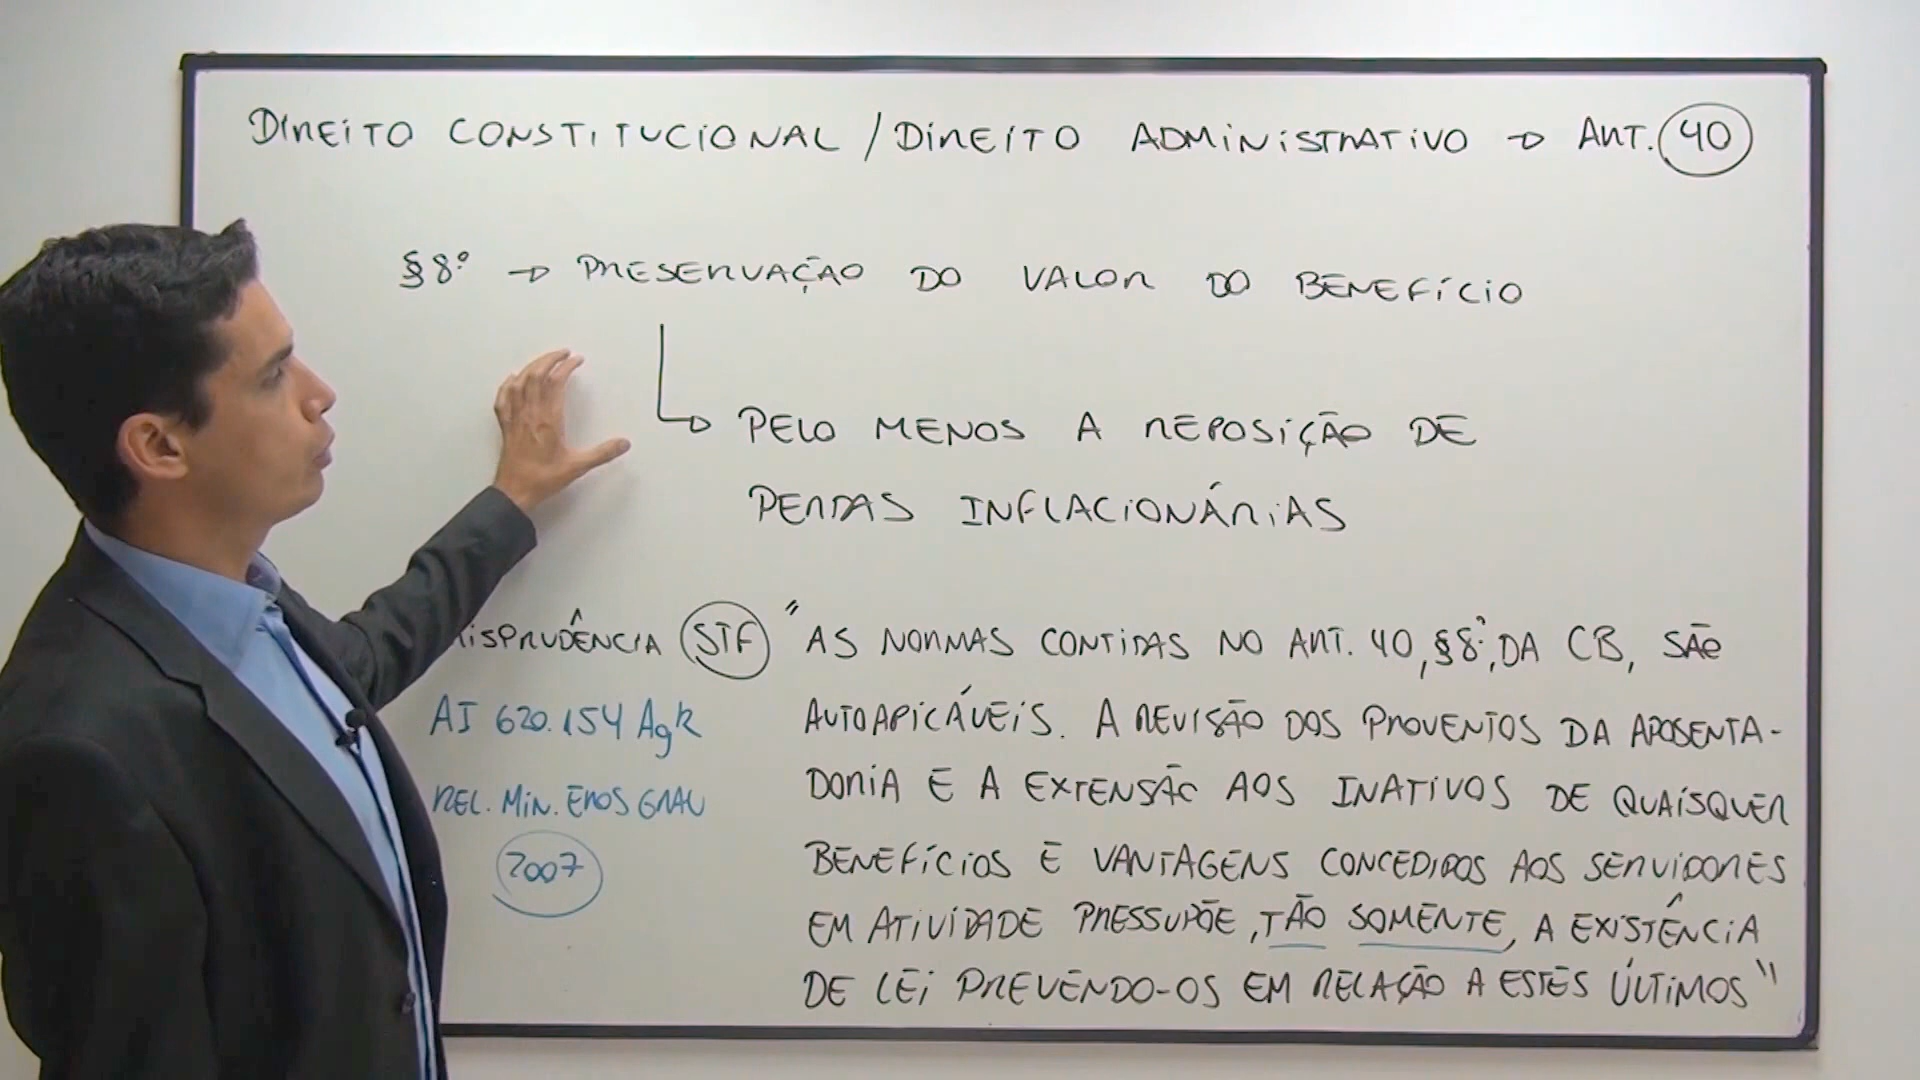 DIREITO CONSTITUCIONAL / DIREITO ADMINISTRATIVO → ART. 40
§8º → PRESERVAÇÃO DO VALOR DO BENEFÍCIO
PELO MENOS A REPOSIÇÃO DE
PERDAS INFLACIONÁRIAS
RISPRUDÊNCIA STF
AI 620.154 AgR
REL. MIN. EROS GRAU
2007
"AS NORMAS CONTIDAS NO ART. 40, §8º, DA CB, SÃO
AUTOAPICÁVEIS. A REVISÃO DOS PROVENTOS DA APOSENTA-
DORIA E A EXTENSÃO AOS INATIVOS DE QUAISQUER
BENEFÍCIOS E VANTAGENS CONCEDIDOS AOS SERVIDORES
EM ATIVIDADE PRESSUPÕE, TÃO SOMENTE, A EXISTÊNCIA
DE LEI PREVENDO-OS EM RELAÇÃO A ESTES ÚLTIMOS"